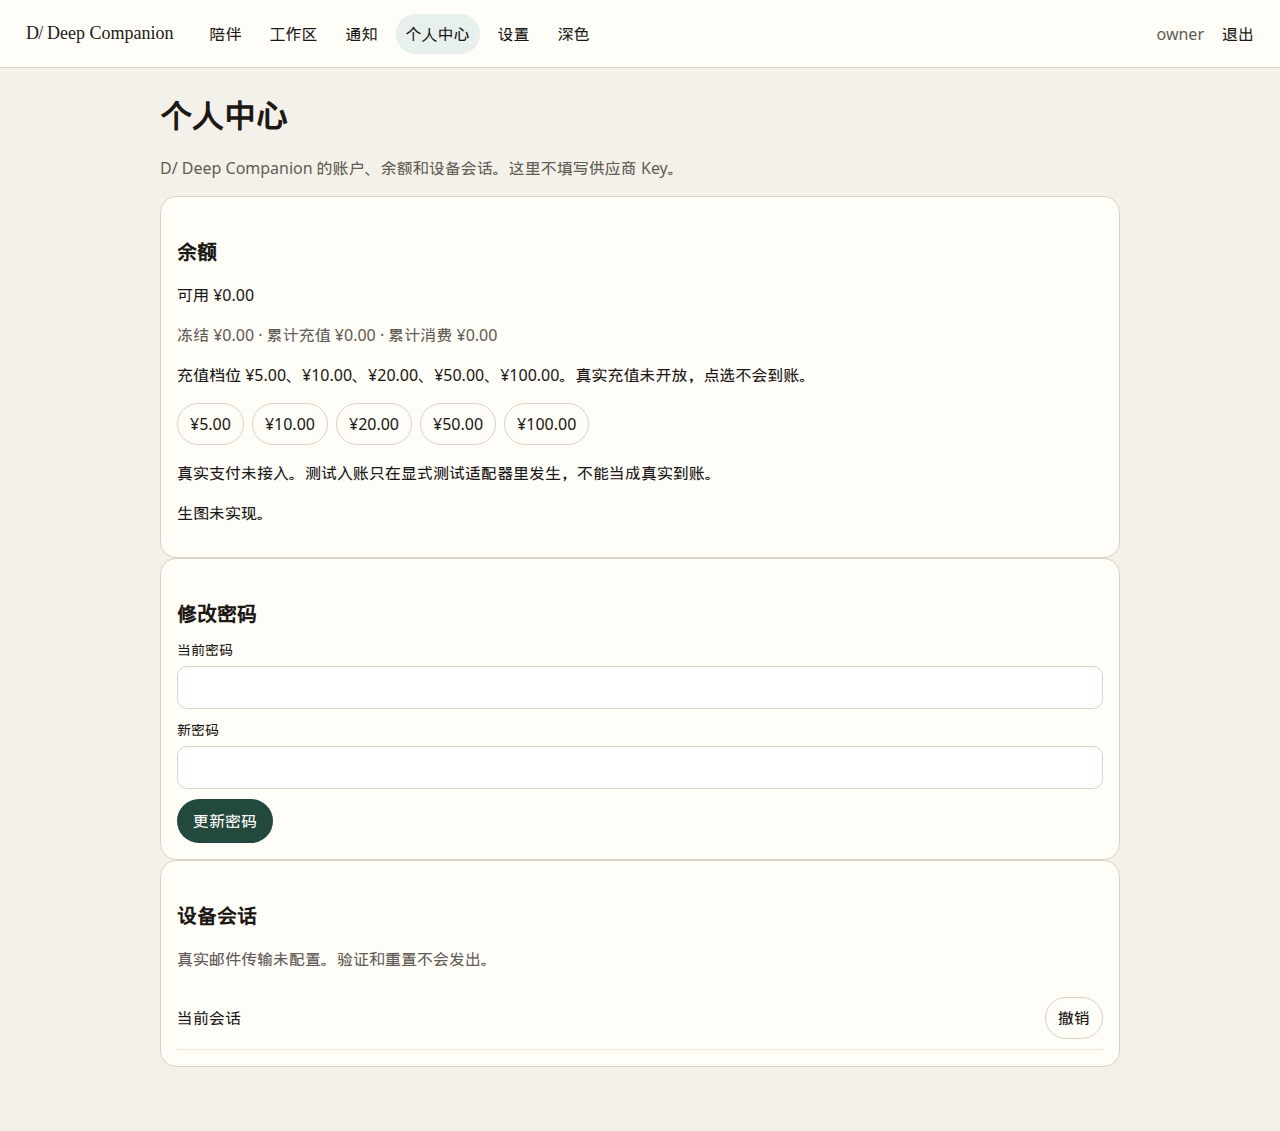 D/ Deep Companion 陪伴 工作区 通知 个人中心 设置 深色 owner 退出
个人中心
D/ Deep Companion 的账户、余额和设备会话。这里不填写供应商 Key。
余额
可用 ¥0.00
冻结 ¥0.00 · 累计充值 ¥0.00 · 累计消费 ¥0.00
充值档位 ¥5.00、¥10.00、¥20.00、¥50.00、¥100.00。真实充值未开放，点选不会到账。
¥5.00 ¥10.00 ¥20.00 ¥50.00 ¥100.00
真实支付未接入。测试入账只在显式测试适配器里发生，不能当成真实到账。
生图未实现。
修改密码
当前密码
新密码
更新密码
设备会话
真实邮件传输未配置。验证和重置不会发出。
当前会话 撤销